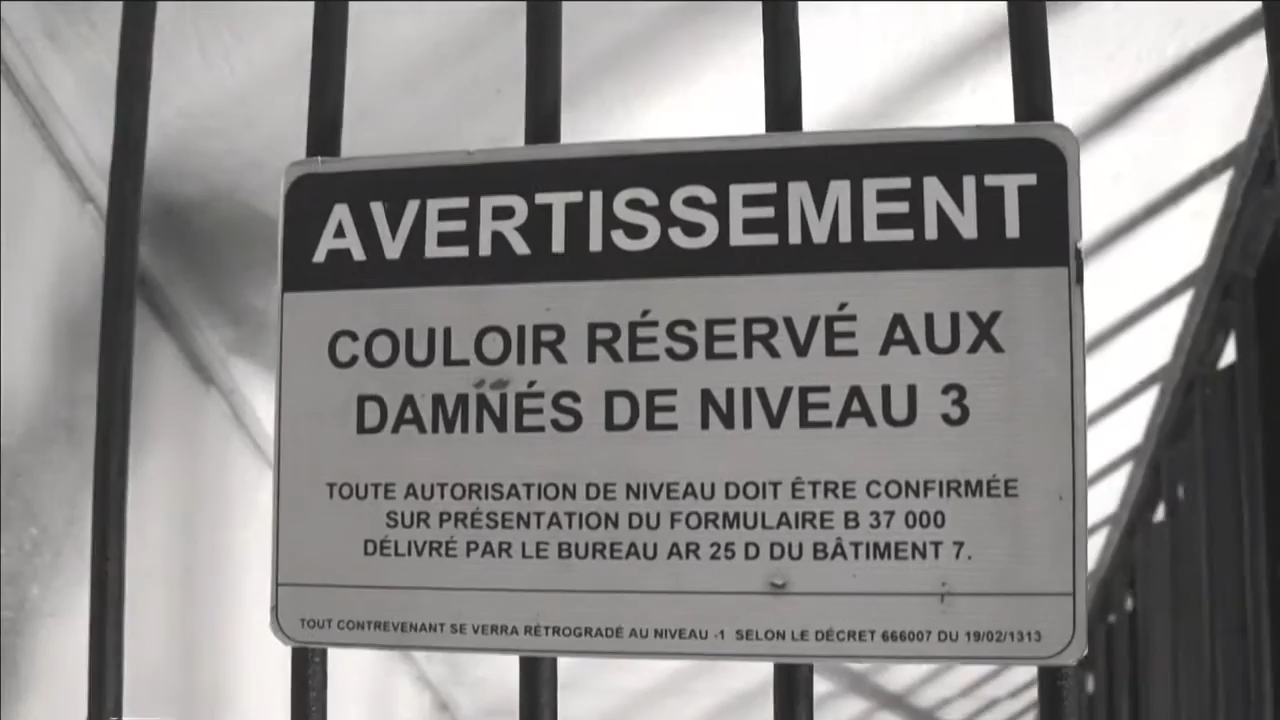 AVERTISSEMENT
COULOIR RÉSERVÉ AUX
DAMNÉS DE NIVEAU 3
TOUTE AUTORISATION DE NIVEAU DOIT ÊTRE CONFIRMÉE
SUR PRÉSENTATION DU FORMULAIRE B 37 000
DÉLIVRÉ PAR LE BUREAU AR 25 D DU BÂTIMENT 7.
TOUT CONTREVENANT SE VERRA RÉTROGRADÉ AU NIVEAU -1 SELON LE DÉCRET 666007 DU 19/02/1313